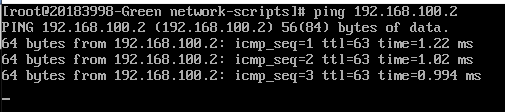 [root@20183998-Green network-scripts]# ping 192.168.100.2
PING 192.168.100.2 (192.168.100.2) 56(84) bytes of data.
64 bytes from 192.168.100.2: icmp_seq=1 ttl=63 time=1.22 ms
64 bytes from 192.168.100.2: icmp_seq=2 ttl=63 time=1.02 ms
64 bytes from 192.168.100.2: icmp_seq=3 ttl=63 time=0.994 ms